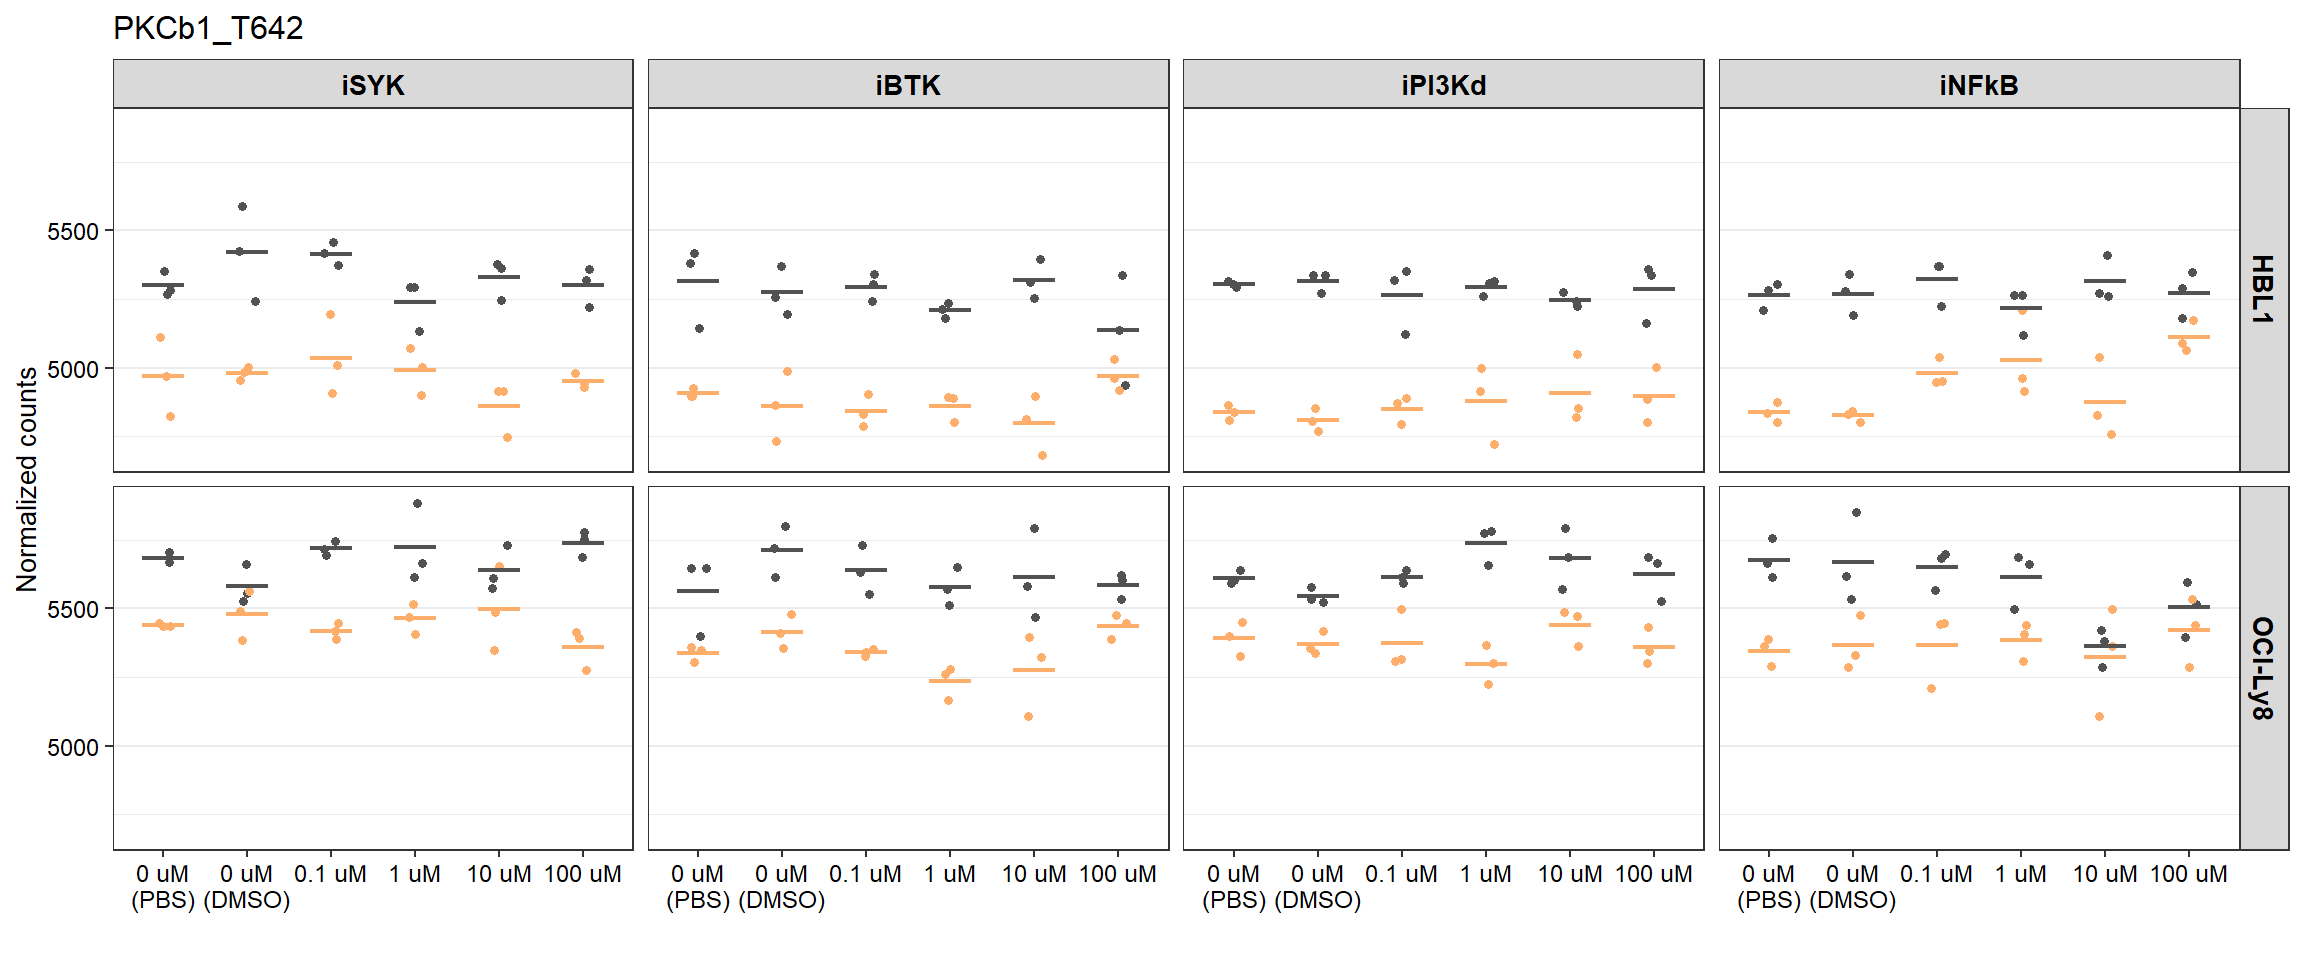 PKCb1_T642
iSYK
iBTK
iPI3Kd
iNFkB
Normalized counts
5500
5000
HBL1
5500
5000
OCI-Ly8
0 uM 0 uM 0.1 uM 1 uM 10 uM 100 uM
(PBS) (DMSO)
0 uM 0 uM 0.1 uM 1 uM 10 uM 100 uM
(PBS) (DMSO)
0 uM 0 uM 0.1 uM 1 uM 10 uM 100 uM
(PBS) (DMSO)
0 uM 0 uM 0.1 uM 1 uM 10 uM 100 uM
(PBS) (DMSO)